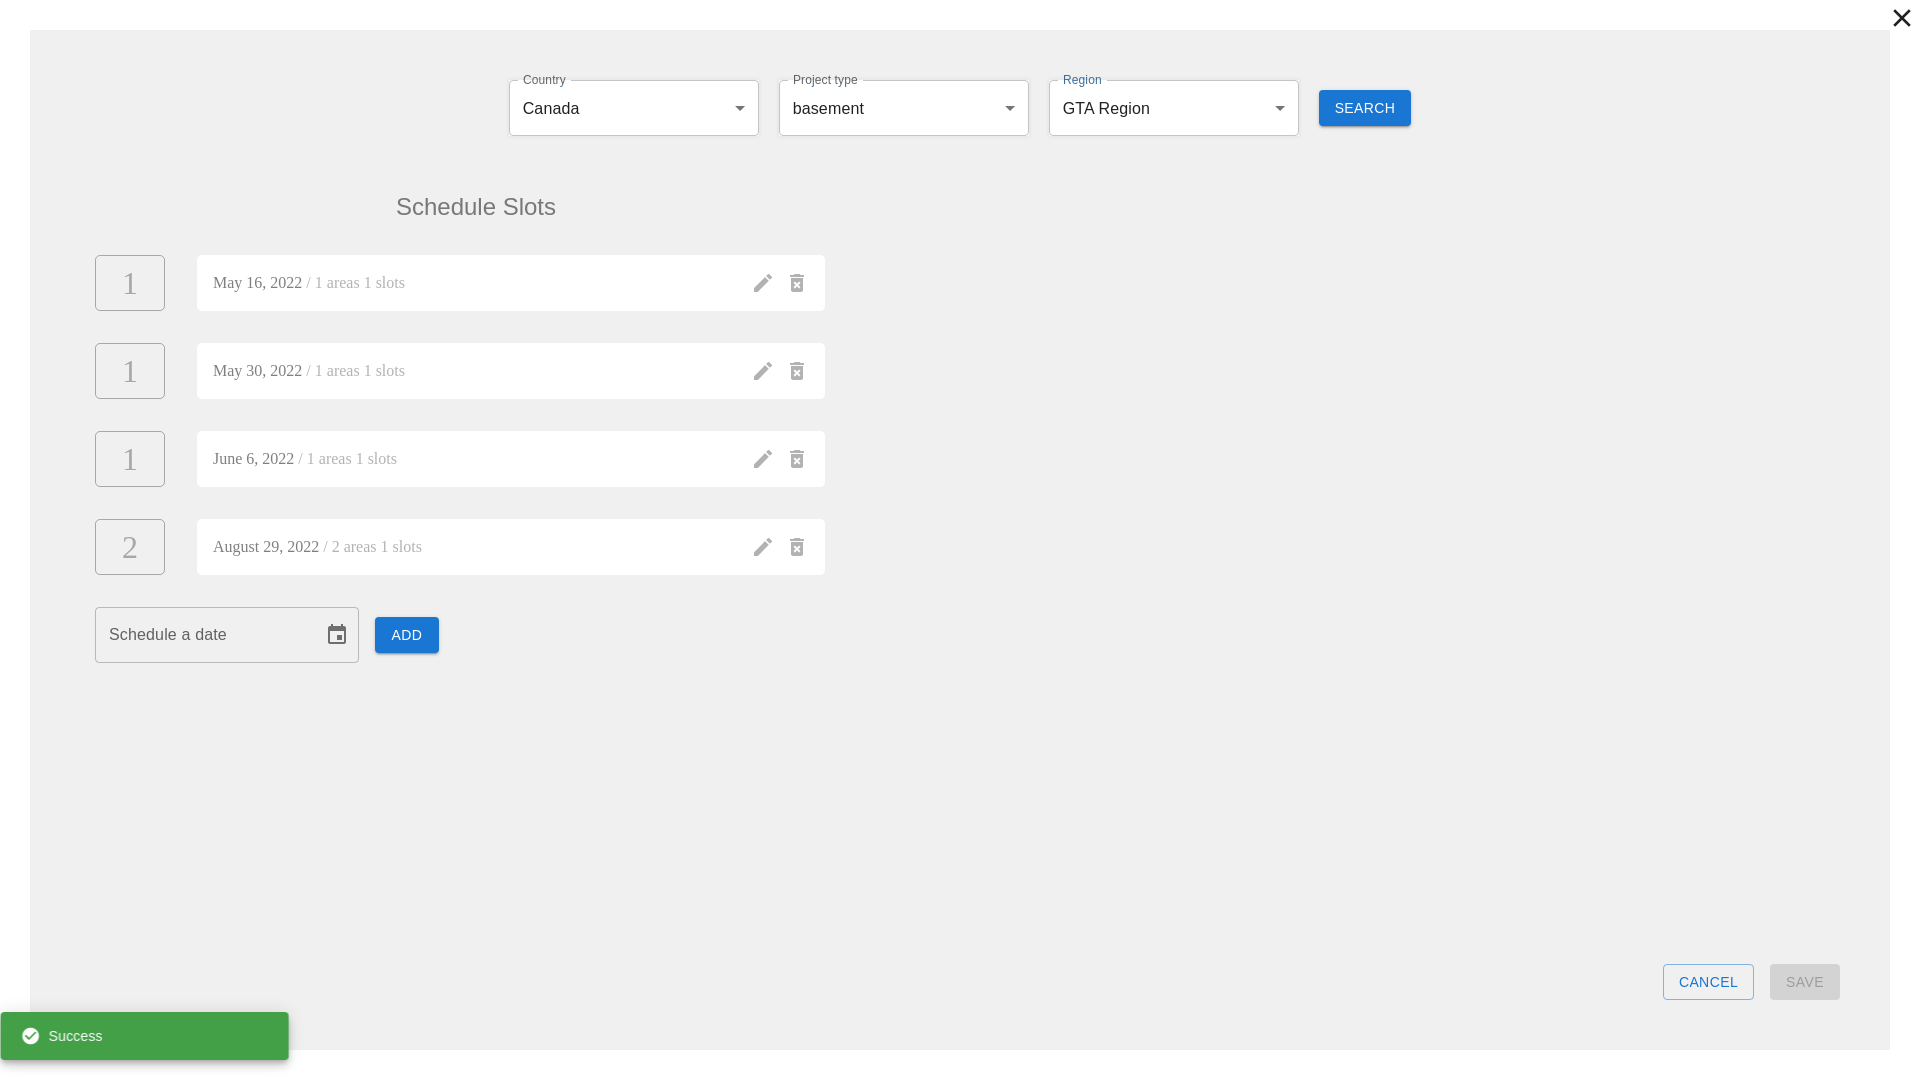 Country
Canada
Project type
basement
Region
GTA Region
SEARCH
Schedule Slots
1
May 16, 2022 / 1 areas 1 slots
1
May 30, 2022 / 1 areas 1 slots
1
June 6, 2022 / 1 areas 1 slots
2
August 29, 2022 / 2 areas 1 slots
Schedule a date
ADD
CANCEL
SAVE
Success